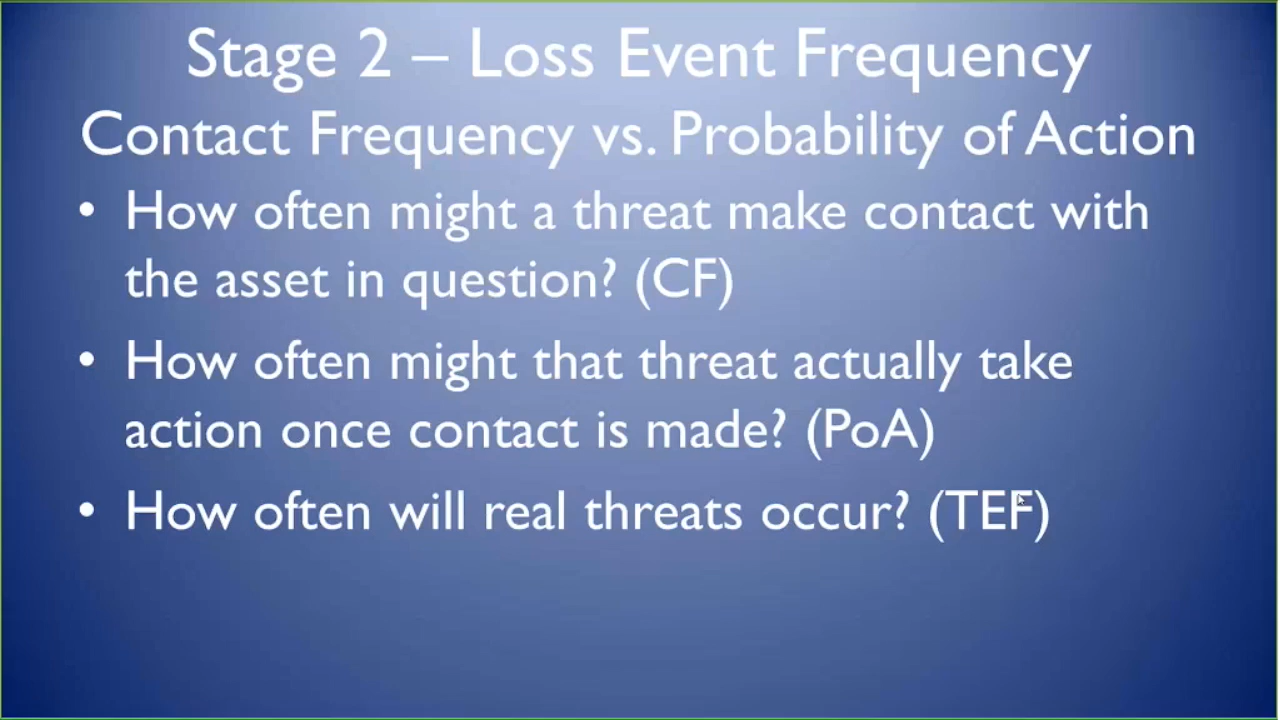 Stage 2 – Loss Event Frequency
Contact Frequency vs. Probability of Action
• How often might a threat make contact with
the asset in question? (CF)
• How often might that threat actually take
action once contact is made? (PoA)
• How often will real threats occur? (TEF)